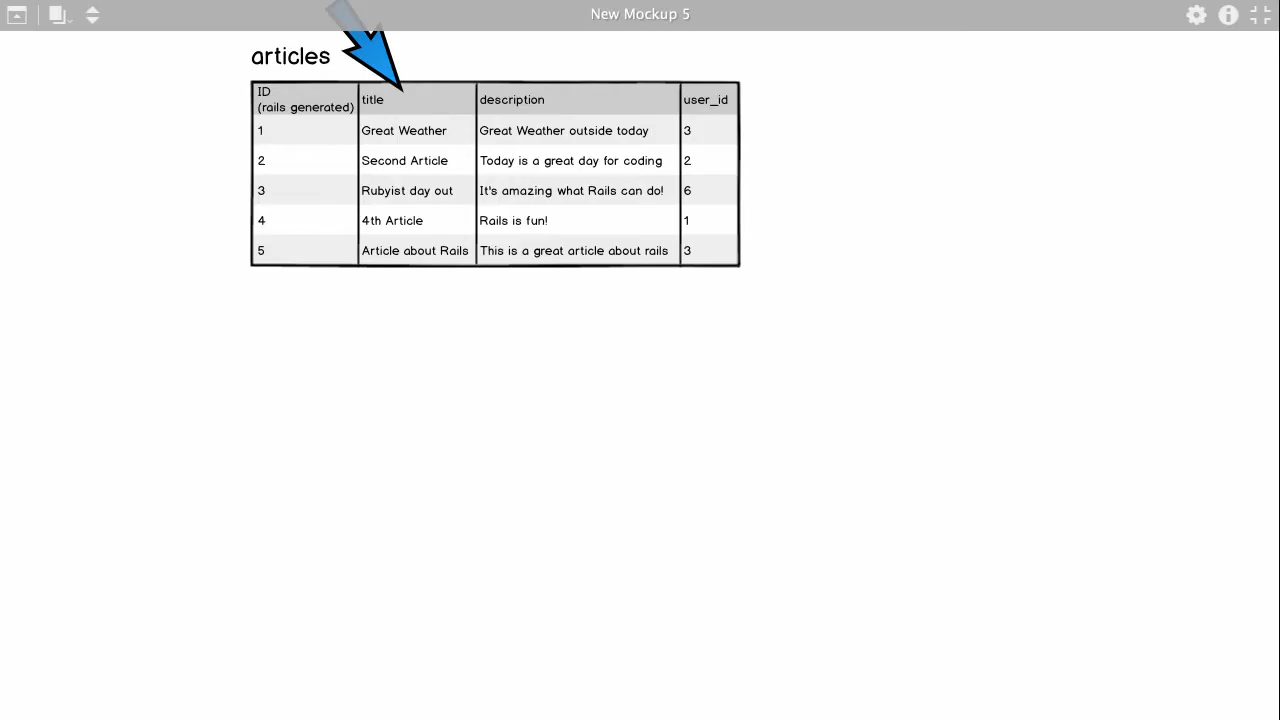 New Mockup 5
articles
ID
(rails generated) title description user_id
1 Great Weather Great Weather outside today 3
2 Second Article Today is a great day for coding 2
3 Rubyist day out It's amazing what Rails can do! 6
4 4th Article Rails is fun! 1
5 Article about Rails This is a great article about rails 3